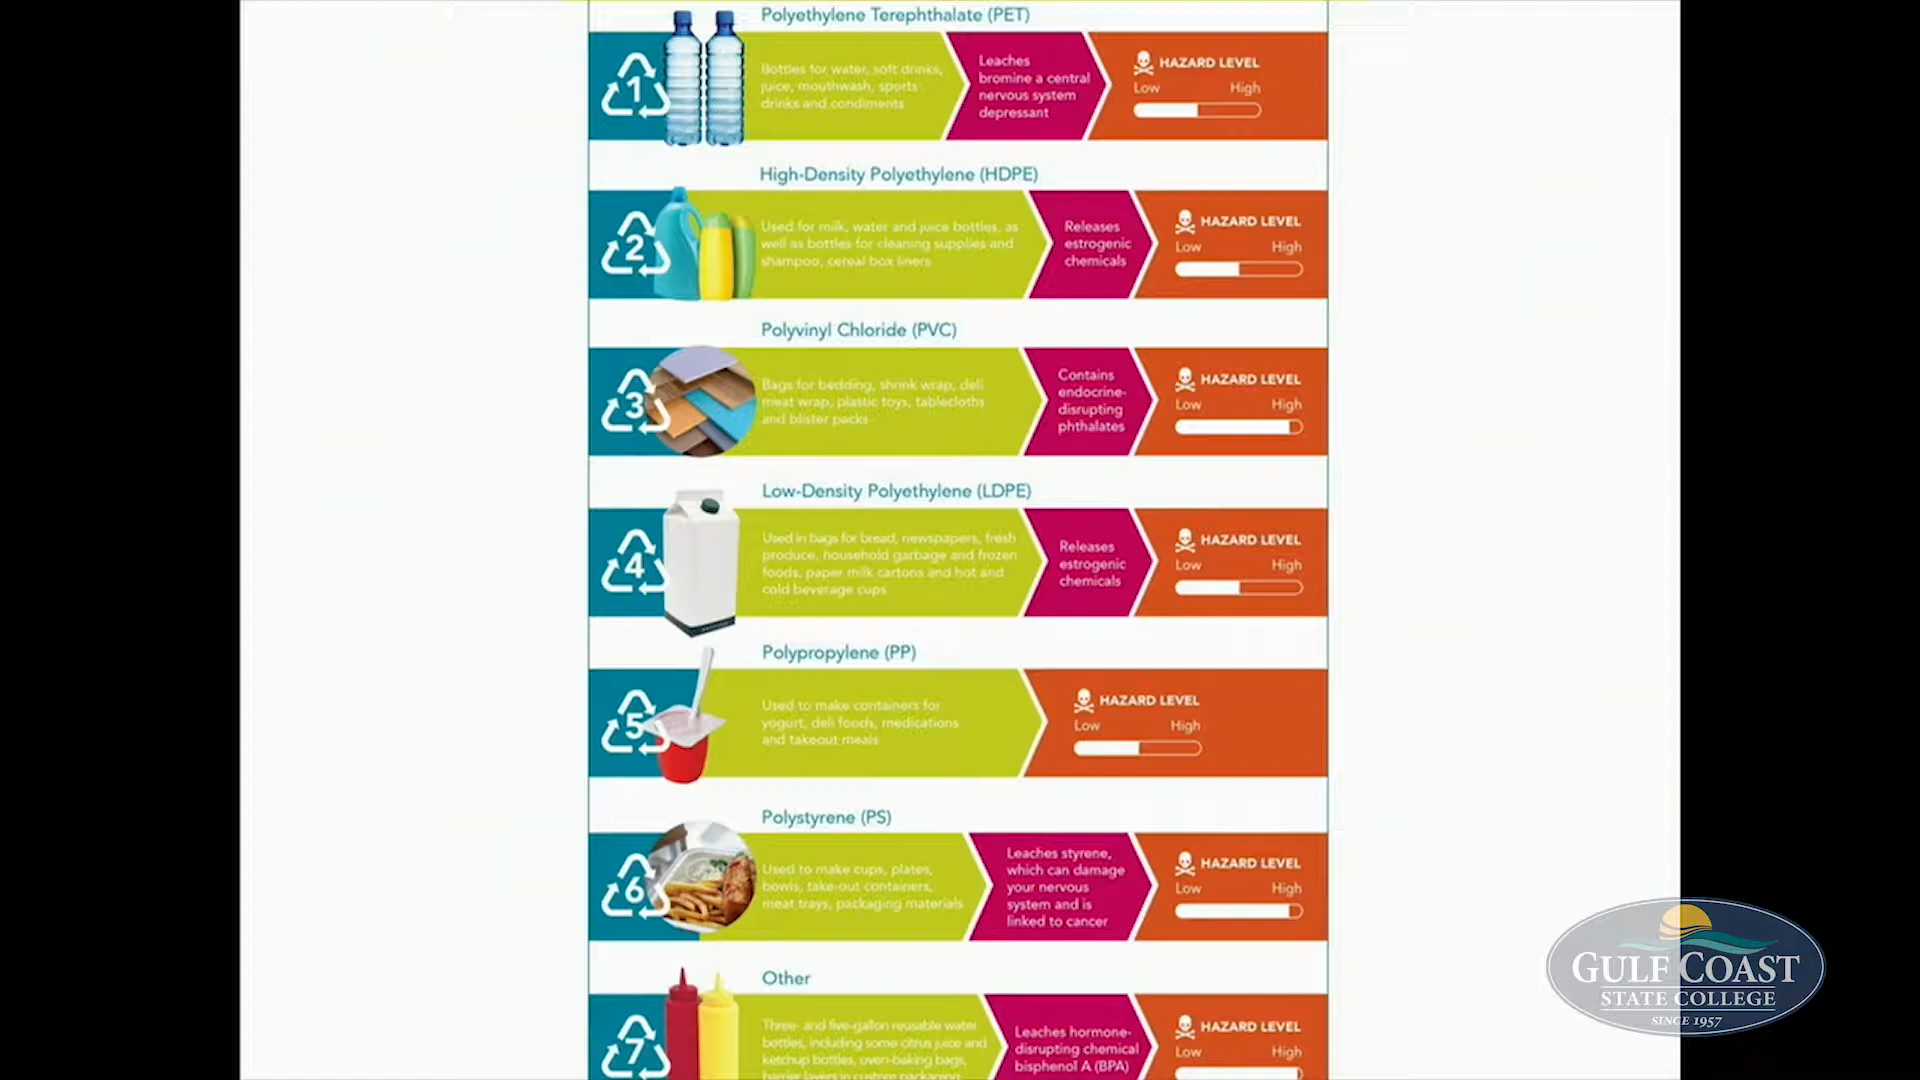 Polyethylene Terephthalate (PET)
1
Bottles for water, soft drinks,
juice, mouthwash, sports
drinks and condiments
Leaches
bromine a central
nervous system
depressant
HAZARD LEVEL
Low High
High-Density Polyethylene (HDPE)
2
Used for milk, water and juice bottles, as
well as bottles for cleaning supplies and
shampoo, cereal box liners
Releases
estrogenic
chemicals
HAZARD LEVEL
Low High
Polyvinyl Chloride (PVC)
3
Bags for bedding, shrink wrap, deli
meat wrap, plastic toys, tablecloths
and blister packs
Contains
endocrine-
disrupting
phthalates
HAZARD LEVEL
Low High
Low-Density Polyethylene (LDPE)
4
Used in bags for bread, newspapers, fresh
produce, household garbage and frozen
foods, paper milk cartons and hot and
cold beverage cups
Releases
estrogenic
chemicals
HAZARD LEVEL
Low High
Polypropylene (PP)
5
Used to make containers for
yogurt, deli foods, medications
and takeout meals
HAZARD LEVEL
Low High
Polystyrene (PS)
6
Used to make cups, plates,
bowls, take-out containers,
meat trays, packaging materials
Leaches styrene,
which can damage
your nervous
system and is
linked to cancer
HAZARD LEVEL
Low High
Other
7
Three- and five-gallon reusable water
bottles, including some citrus juice and
ketchup bottles, oven-baking bags,
barrier layers in custom packaging
Leaches hormone-
disrupting chemical
bisphenol A (BPA)
HAZARD LEVEL
Low High
GULF COAST
STATE COLLEGE
SINCE 1957